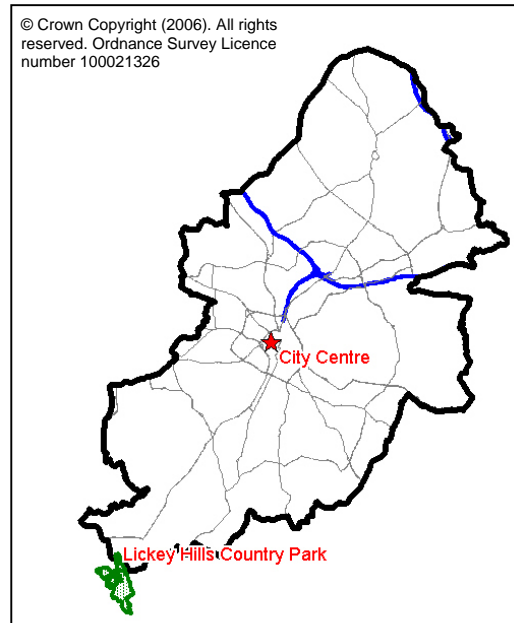 © Crown Copyright (2006). All rights
reserved. Ordnance Survey Licence
number 100021326
City Centre
Lickey Hills Country Park